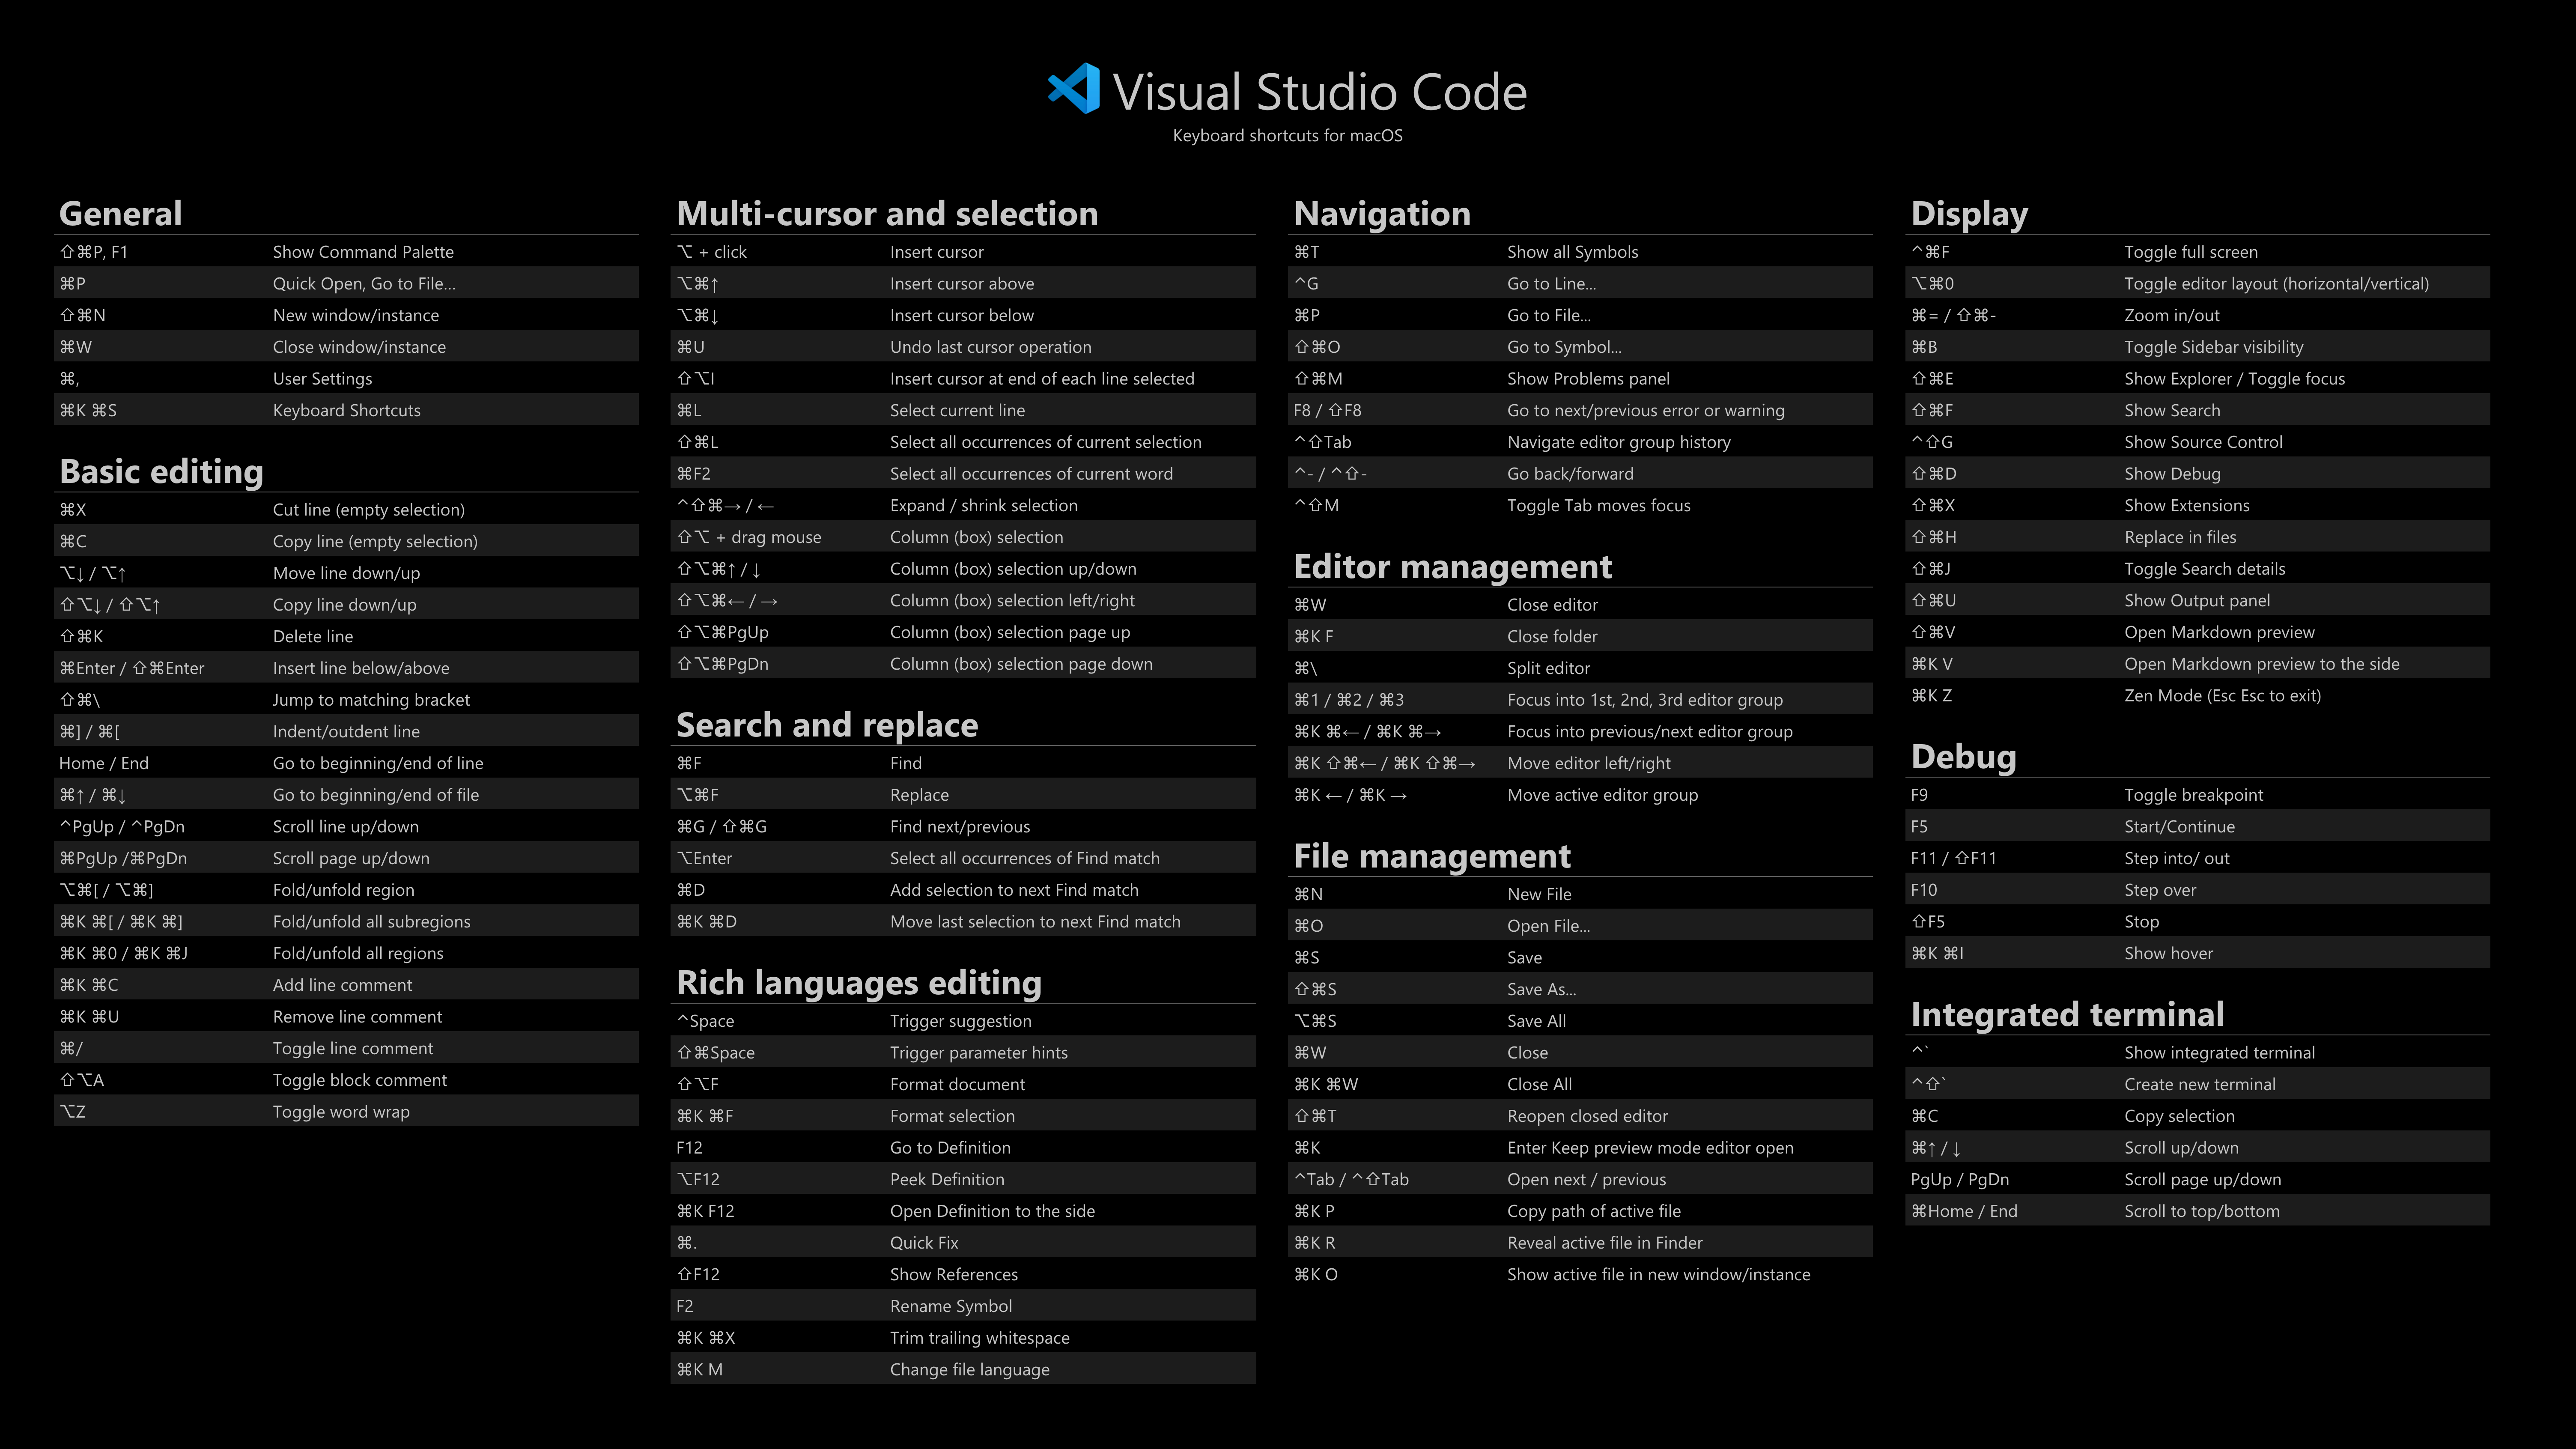 Visual Studio Code
Keyboard shortcuts for macOS
General
⇧⌘P, F1 Show Command Palette
⌘P Quick Open, Go to File...
⇧⌘N New window/instance
⌘W Close window/instance
⌘, User Settings
⌘K ⌘S Keyboard Shortcuts
Basic editing
⌘X Cut line (empty selection)
⌘C Copy line (empty selection)
⌥↓ / ⌥↑ Move line down/up
⇧⌥↓ / ⇧⌥↑ Copy line down/up
⇧⌘K Delete line
⌘Enter / ⇧⌘Enter Insert line below/above
⇧⌘\ Jump to matching bracket
⌘] / ⌘[ Indent/outdent line
Home / End Go to beginning/end of line
⌘↑ / ⌘↓ Go to beginning/end of file
^PgUp / ^PgDn Scroll line up/down
⌘PgUp /⌘PgDn Scroll page up/down
⌥⌘[ / ⌥⌘] Fold/unfold region
⌘K ⌘[ / ⌘K ⌘] Fold/unfold all subregions
⌘K ⌘0 / ⌘K ⌘J Fold/unfold all regions
⌘K ⌘C Add line comment
⌘K ⌘U Remove line comment
⌘/ Toggle line comment
⇧⌥A Toggle block comment
⌥Z Toggle word wrap
Multi-cursor and selection
⌥ + click Insert cursor
⌥⌘↑ Insert cursor above
⌥⌘↓ Insert cursor below
⌘U Undo last cursor operation
⇧⌥I Insert cursor at end of each line selected
⌘L Select current line
⇧⌘L Select all occurrences of current selection
⌘F2 Select all occurrences of current word
^⇧⌘→ / ← Expand / shrink selection
⇧⌥ + drag mouse Column (box) selection
⇧⌥⌘↑ / ↓ Column (box) selection up/down
⇧⌥⌘← / → Column (box) selection left/right
⇧⌥⌘PgUp Column (box) selection page up
⇧⌥⌘PgDn Column (box) selection page down
Search and replace
⌘F Find
⌥⌘F Replace
⌘G / ⇧⌘G Find next/previous
⌥Enter Select all occurrences of Find match
⌘D Add selection to next Find match
⌘K ⌘D Move last selection to next Find match
Rich languages editing
^Space Trigger suggestion
⇧⌘Space Trigger parameter hints
⇧⌥F Format document
⌘K ⌘F Format selection
F12 Go to Definition
⌥F12 Peek Definition
⌘K F12 Open Definition to the side
⌘. Quick Fix
⇧F12 Show References
F2 Rename Symbol
⌘K ⌘X Trim trailing whitespace
⌘K M Change file language
Navigation
⌘T Show all Symbols
^G Go to Line...
⌘P Go to File...
⇧⌘O Go to Symbol...
⇧⌘M Show Problems panel
F8 / ⇧F8 Go to next/previous error or warning
^⇧Tab Navigate editor group history
^- / ^⇧- Go back/forward
^⇧M Toggle Tab moves focus
Editor management
⌘W Close editor
⌘K F Close folder
⌘\ Split editor
⌘1 / ⌘2 / ⌘3 Focus into 1st, 2nd, 3rd editor group
⌘K ⌘← / ⌘K ⌘→ Focus into previous/next editor group
⌘K ⇧⌘← / ⌘K ⇧⌘→ Move editor left/right
⌘K ← / ⌘K → Move active editor group
File management
⌘N New File
⌘O Open File...
⌘S Save
⇧⌘S Save As...
⌥⌘S Save All
⌘W Close
⌘K ⌘W Close All
⇧⌘T Reopen closed editor
⌘K Enter Keep preview mode editor open
^Tab / ^⇧Tab Open next / previous
⌘K P Copy path of active file
⌘K R Reveal active file in Finder
⌘K O Show active file in new window/instance
Display
^⌘F Toggle full screen
⌥⌘0 Toggle editor layout (horizontal/vertical)
⌘= / ⇧⌘- Zoom in/out
⌘B Toggle Sidebar visibility
⇧⌘E Show Explorer / Toggle focus
⇧⌘F Show Search
^⇧G Show Source Control
⇧⌘D Show Debug
⇧⌘X Show Extensions
⇧⌘H Replace in files
⇧⌘J Toggle Search details
⇧⌘U Show Output panel
⇧⌘V Open Markdown preview
⌘K V Open Markdown preview to the side
⌘K Z Zen Mode (Esc Esc to exit)
Debug
F9 Toggle breakpoint
F5 Start/Continue
F11 / ⇧F11 Step into/ out
F10 Step over
⇧F5 Stop
⌘K ⌘I Show hover
Integrated terminal
^` Show integrated terminal
^⇧` Create new terminal
⌘C Copy selection
⌘↑ / ↓ Scroll up/down
PgUp / PgDn Scroll page up/down
⌘Home / End Scroll to top/bottom